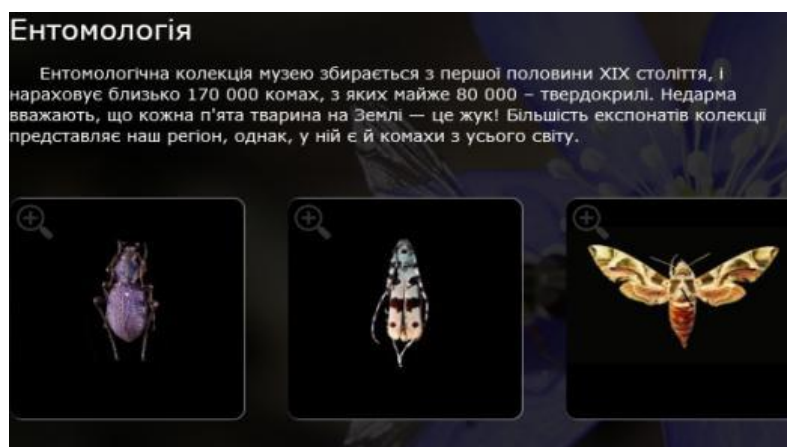 Ентомологія
Ентомологічна колекція музею збирається з першої половини XIX століття, і
нараховує близько 170 000 комах, з яких майже 80 000 – твердокрилі. Недарма
вважають, що кожна п'ята тварина на Землі — це жук! Більшість експонатів колекції
представляє наш регіон, однак, у ній є й комахи з усього світу.